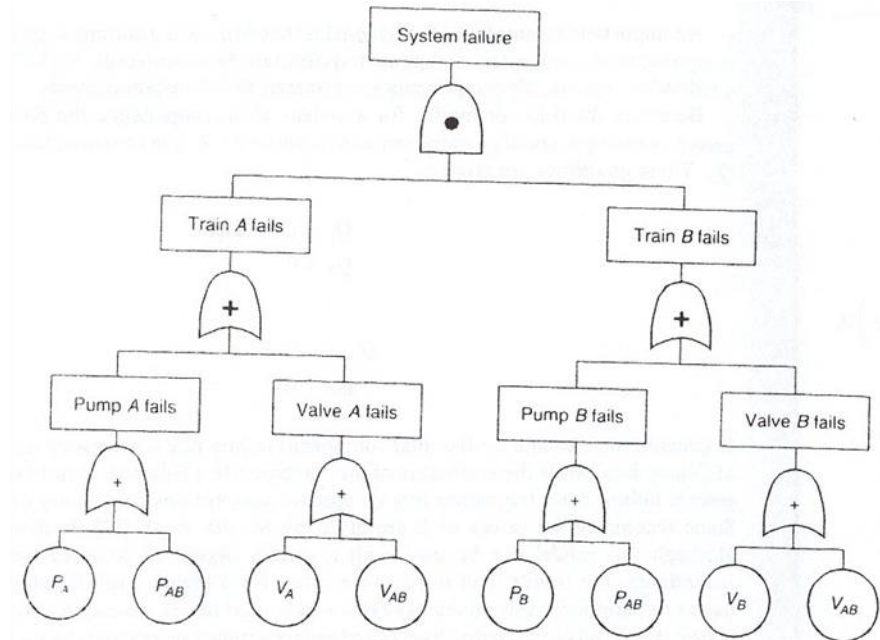 System failure
Train A fails
Train B fails
+
+
Pump A fails
Valve A fails
Pump B fails
Valve B fails
+
+
+
+
P_A
P_AB
V_A
V_AB
P_B
P_AB
V_B
V_AB